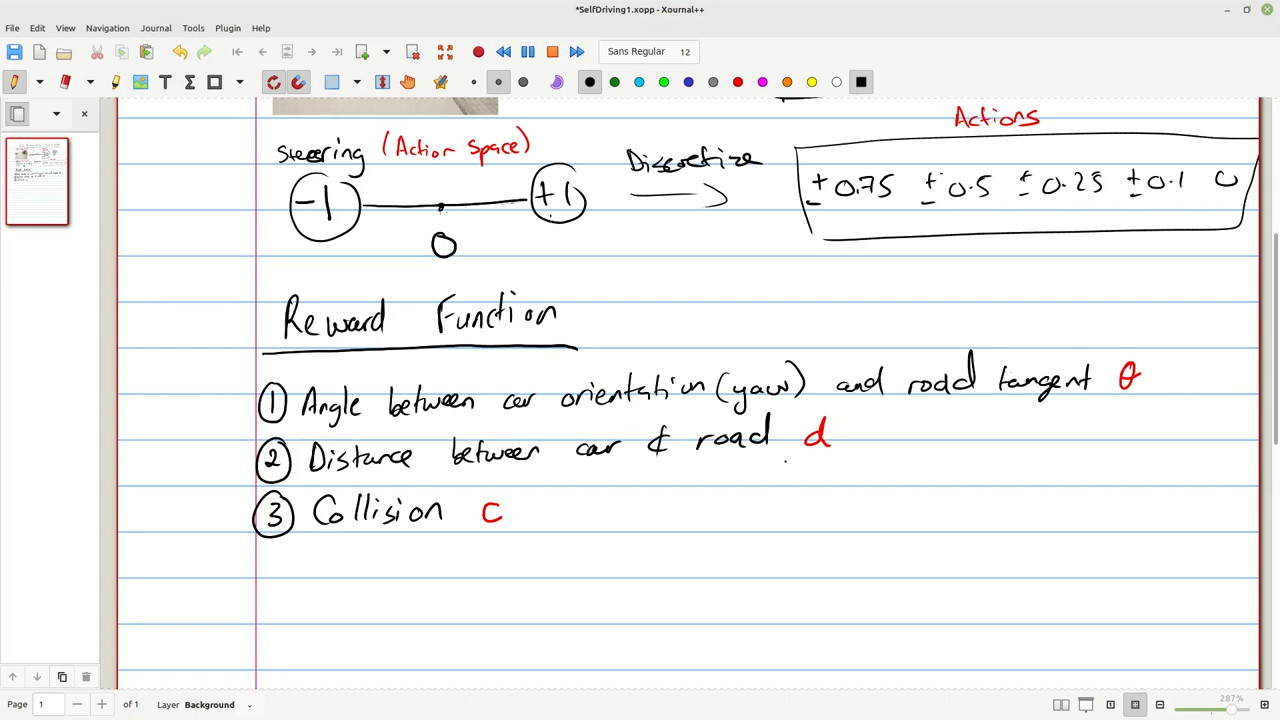 *SelfDriving1.xopp - Xournal++
File Edit View Navigation Journal Tools Plugin Help
Sans Regular 12
Actions
Steering (Action Space)
Discretize
-1 +1
0
± 0.75 ± 0.5 ± 0.25 ± 0.1 0
Reward Function
① Angle between car orientation (yaw) and road tangent θ
② Distance between car & road d
③ Collision c
Page 1 of 1 Layer Background
287%